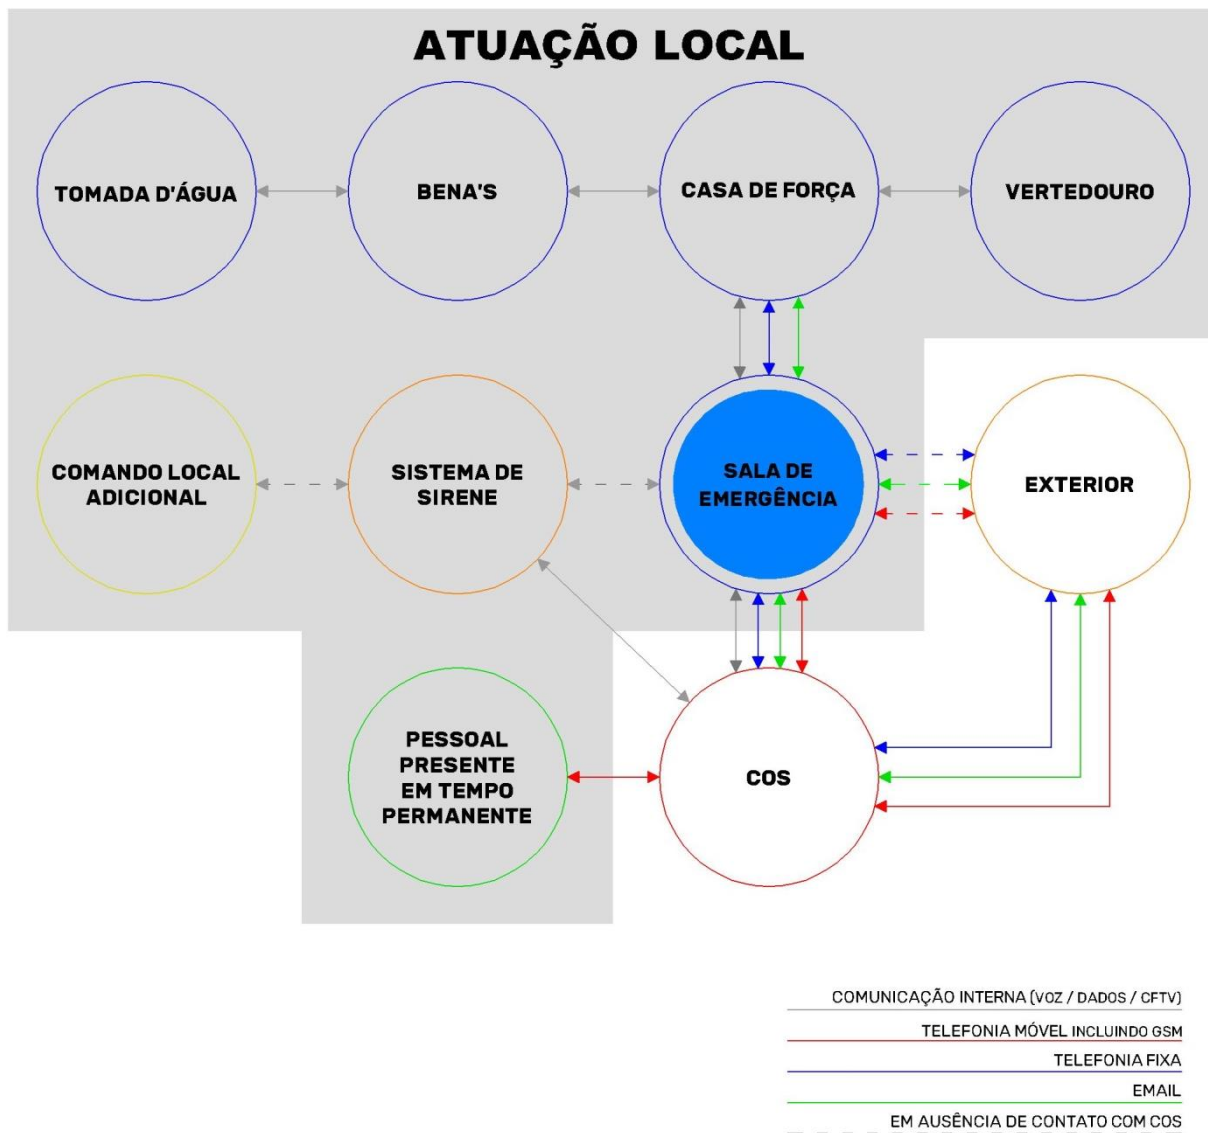 ATUAÇÃO LOCAL
TOMADA D'ÁGUA
BENA'S
CASA DE FORÇA
VERTEDOURO
COMANDO LOCAL
ADICIONAL
SISTEMA DE
SIRENE
SALA DE
EMERGÊNCIA
EXTERIOR
PESSOAL
PRESENTE
EM TEMPO
PERMANENTE
COS
COMUNICAÇÃO INTERNA (VOZ / DADOS / CFTV)
TELEFONIA MÓVEL INCLUINDO GSM
TELEFONIA FIXA
EMAIL
EM AUSÊNCIA DE CONTATO COM COS